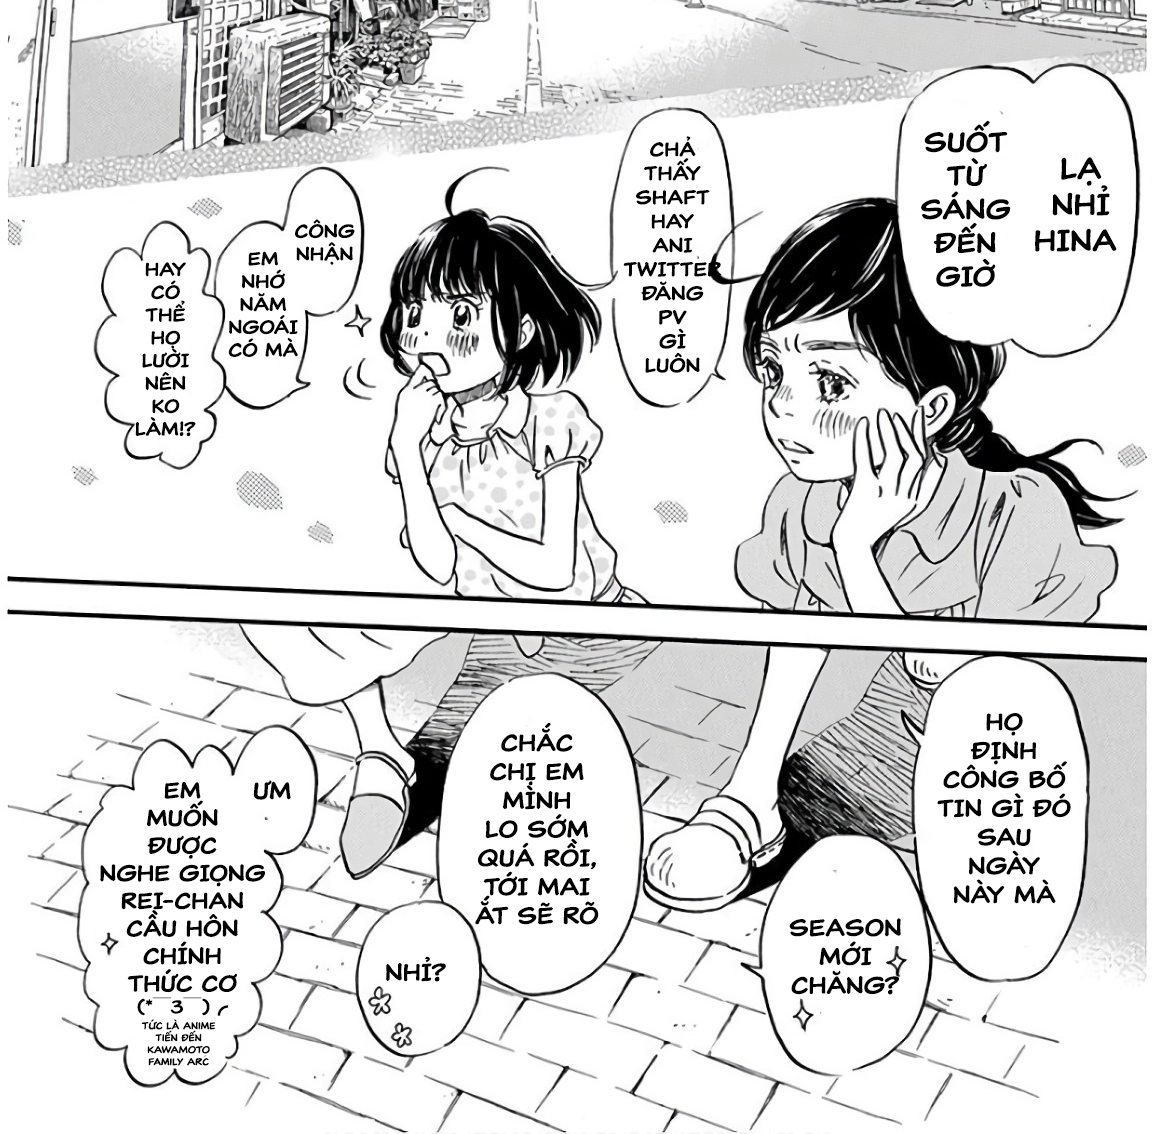 LẠ
NHỈ
HINA
SUỐT
TỪ
SÁNG
ĐẾN
GIỜ
CHẢ
THẤY
SHAFT
HAY
ANI
TWITTER
ĐĂNG
PV
GÌ
LUÔN
CÔNG
NHẬN
EM
NHỚ
NĂM
NGOÁI
CÓ MÀ
HAY
CÓ
THỂ
HỌ
LƯỜI
NÊN
KO
LÀM!?
HỌ
ĐỊNH
CÔNG BỐ
TIN GÌ ĐÓ
SAU
NGÀY
NÀY MÀ
SEASON
MỚI
CHĂNG?
CHẮC
CHỊ EM
MÌNH
LO SỚM
QUÁ RỒI,
TỚI MAI
ẮT SẼ RÕ
NHỈ?
ƯM
EM
MUỐN
ĐƯỢC
NGHE GIỌNG
REI-CHAN
CẦU HÔN
CHÍNH
THỨC CƠ
(*￣3￣)╭
TỨC LÀ ANIME
TIẾN ĐẾN
KAWAMOTO
FAMILY ARC